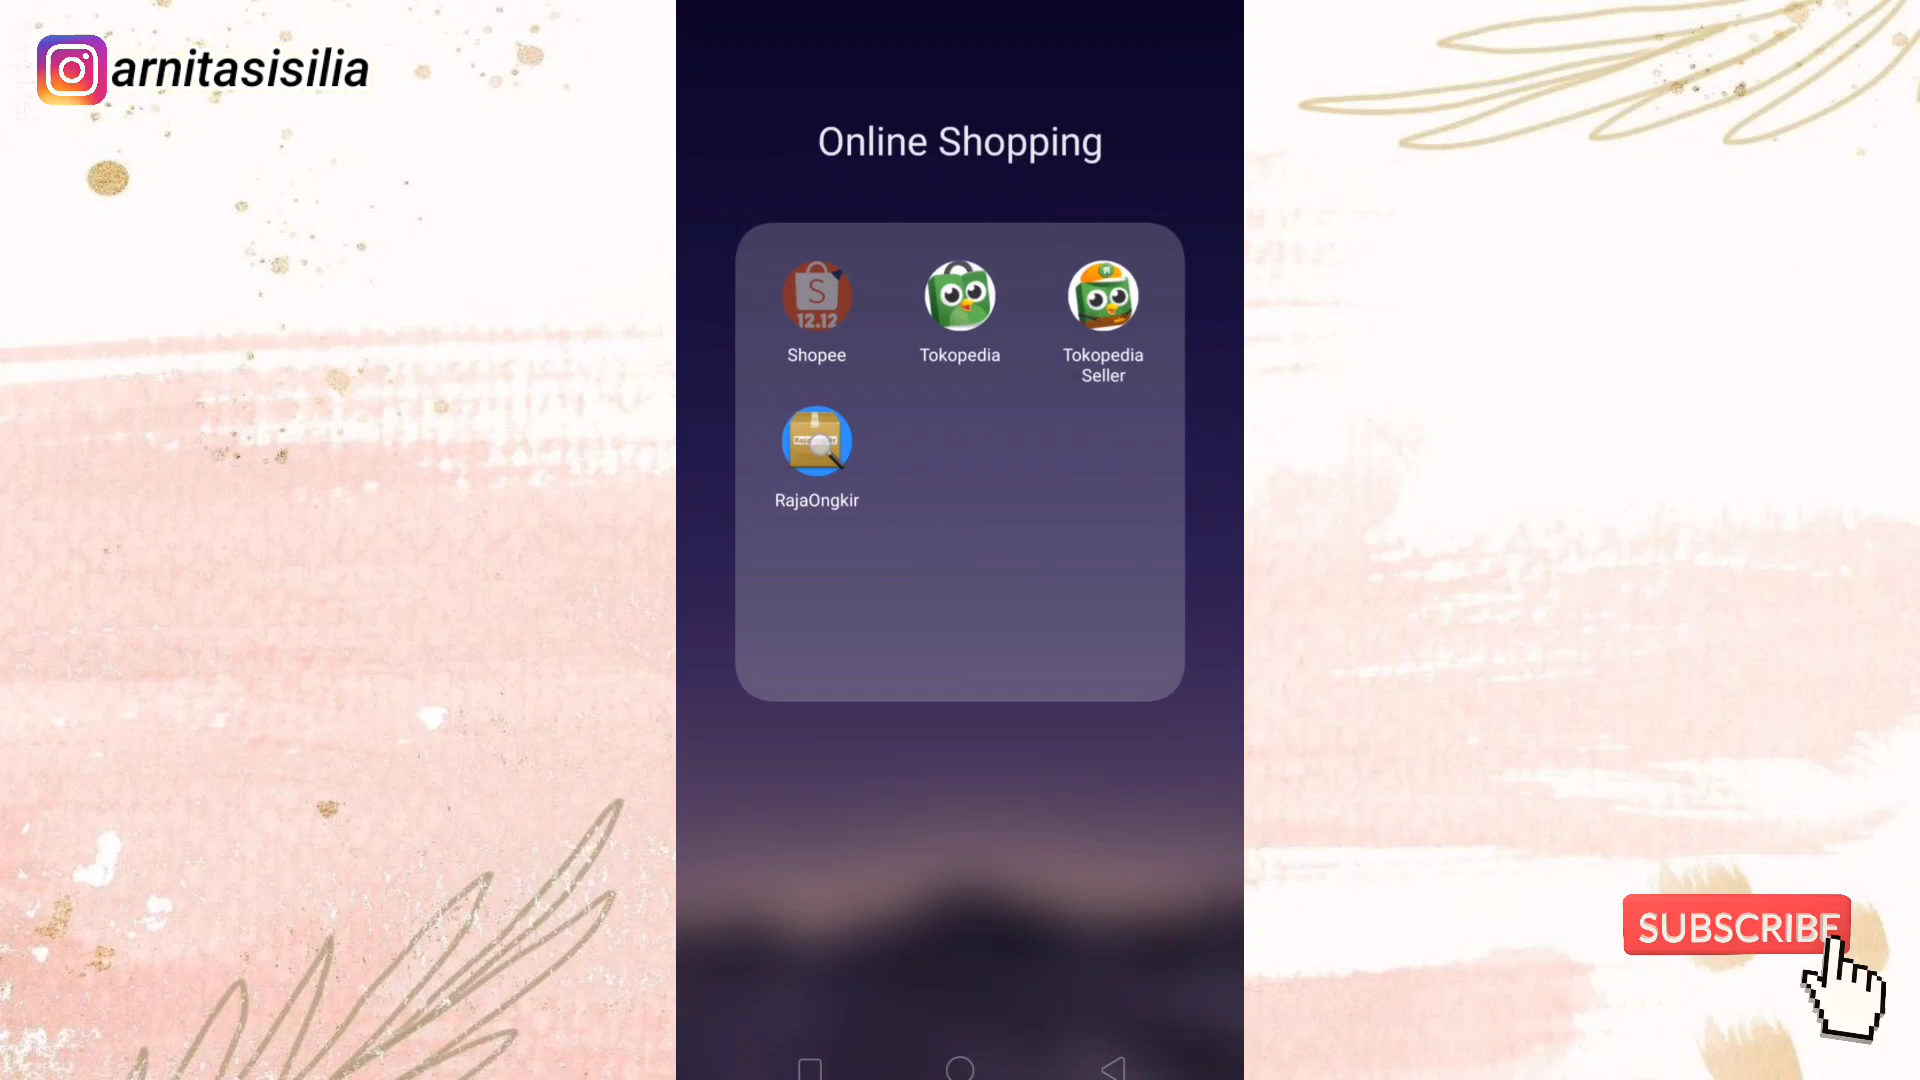 arnitasisilia
Online Shopping
S
12.12
Shopee
Tokopedia
Tokopedia
Seller
RajaOngkir
SUBSCRIBE